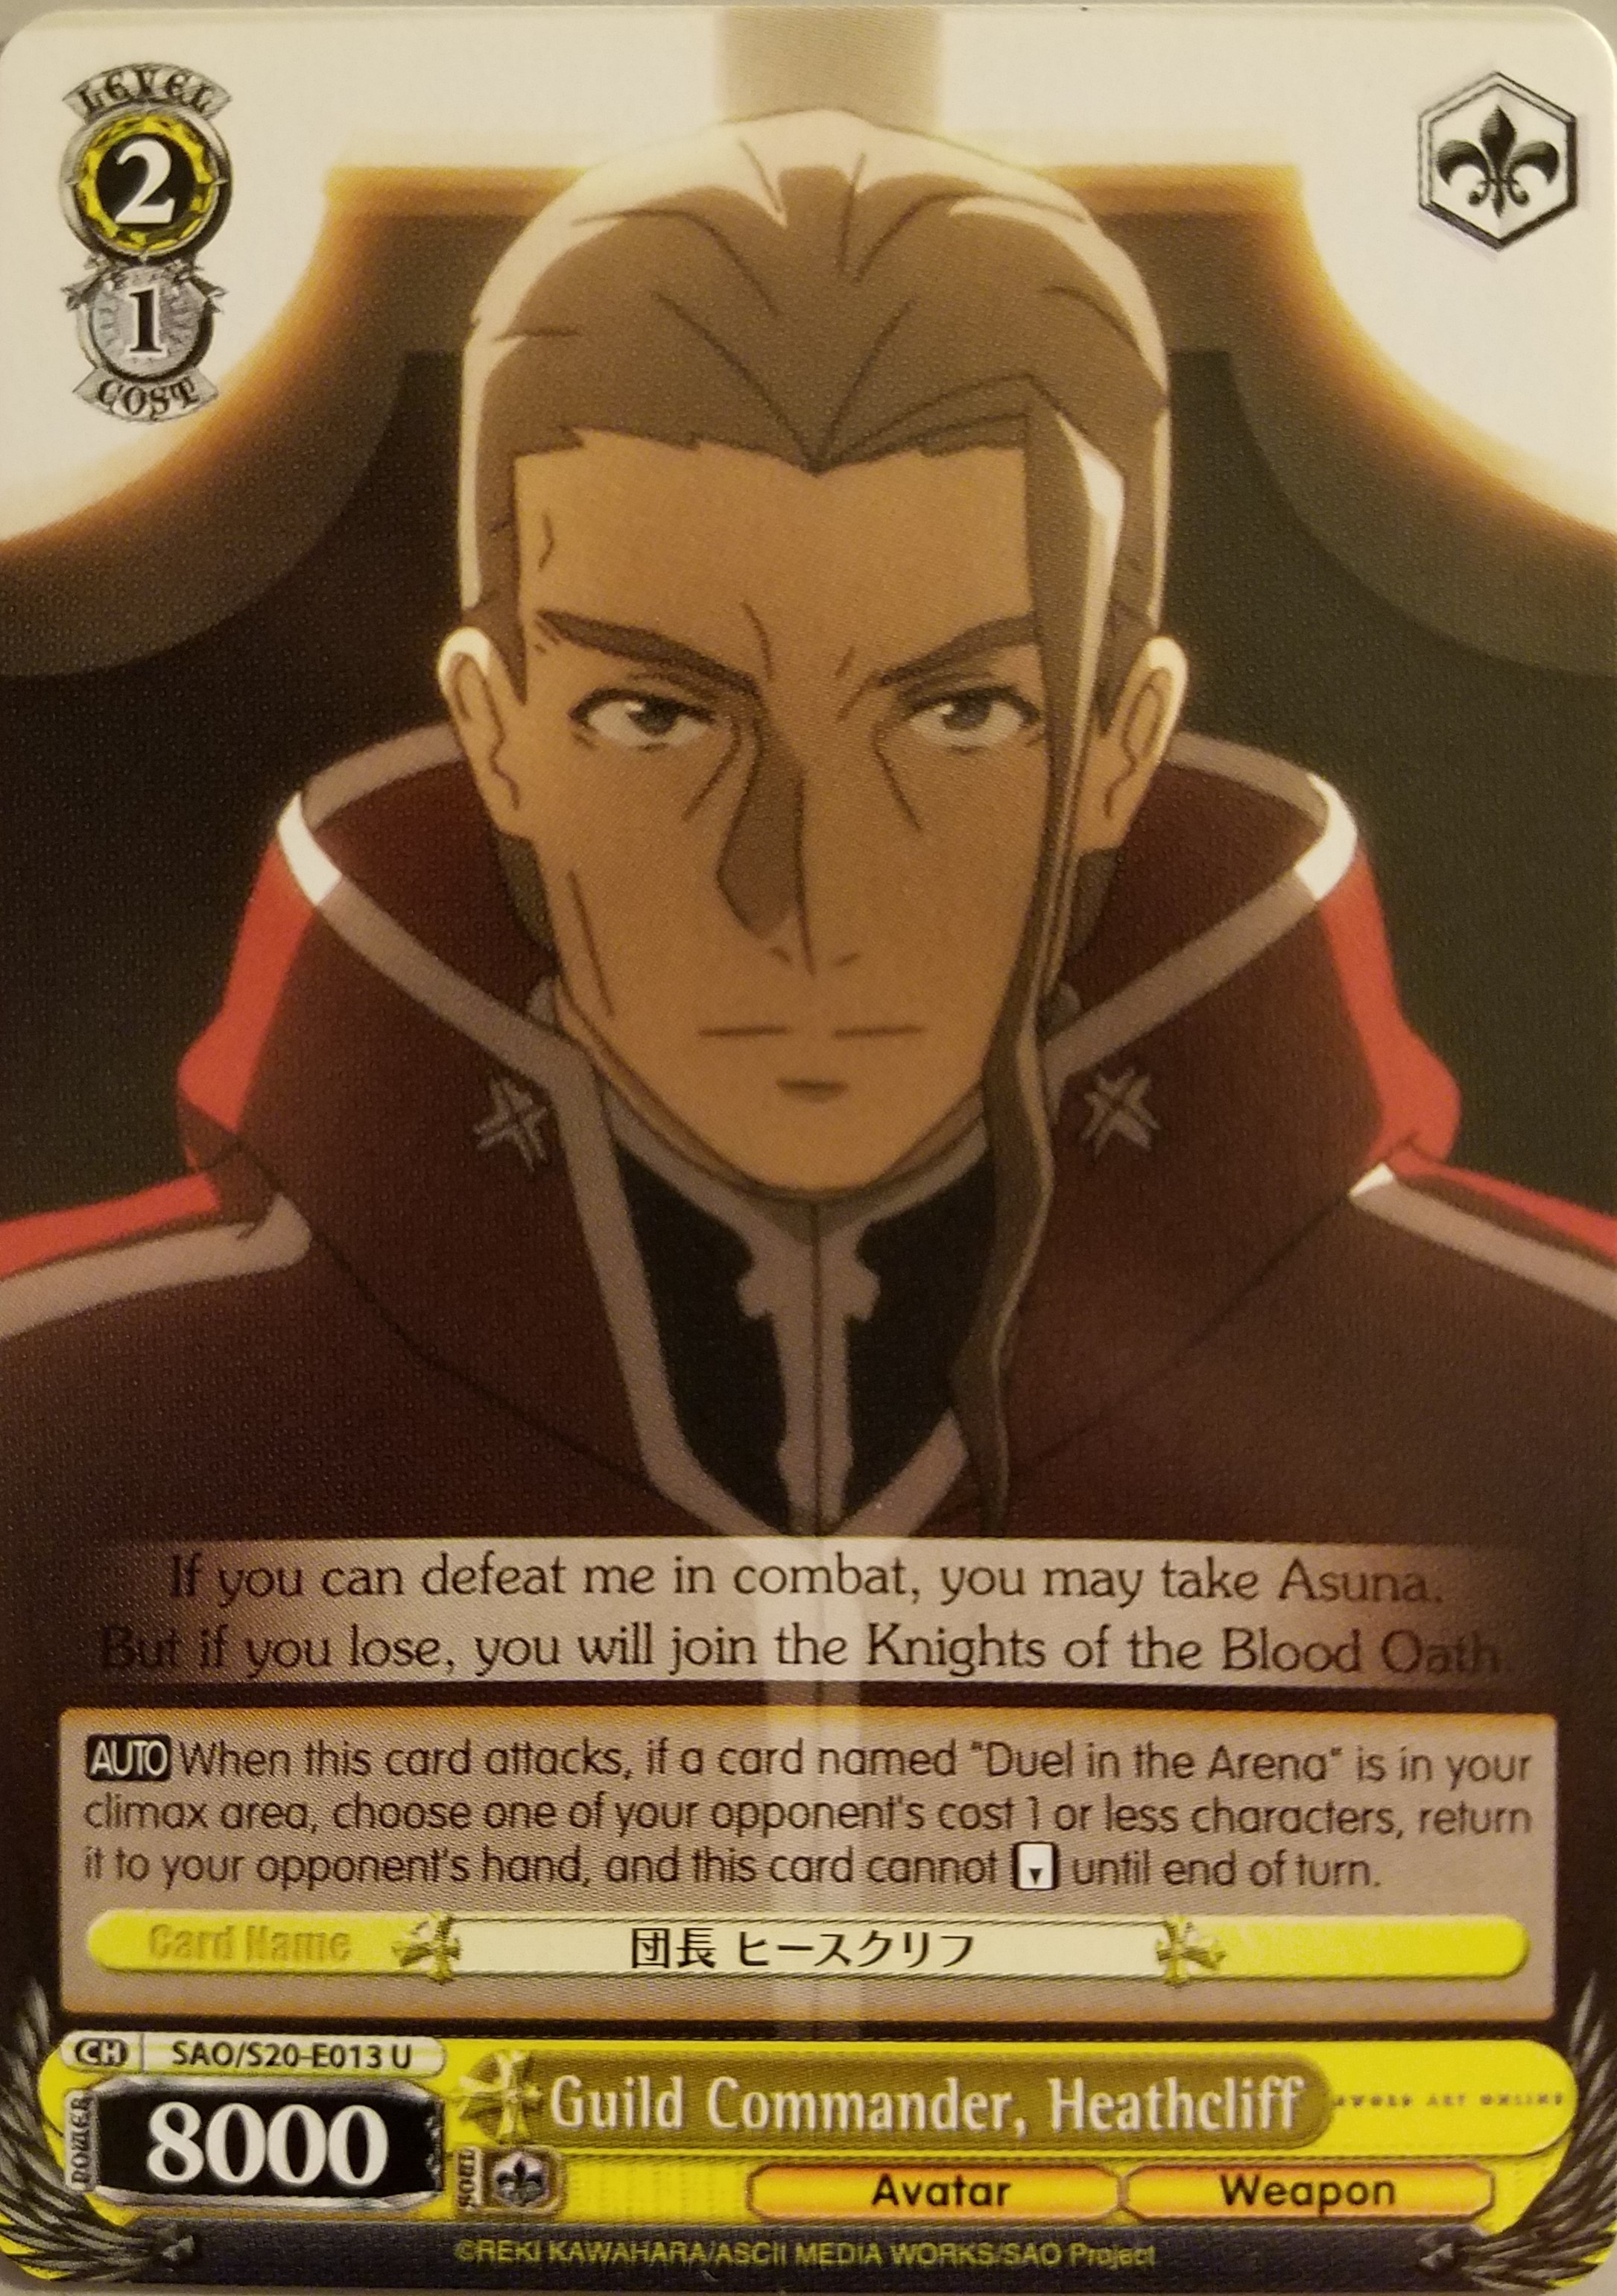 LEVEL
2
1
COST
If you can defeat me in combat, you may take Asuna.
But if you lose, you will join the Knights of the Blood Oath.
AUTO When this card attacks, if a card named "Duel in the Arena" is in your
climax area, choose one of your opponent's cost 1 or less characters, return
it to your opponent's hand, and this card cannot ▼ until end of turn.
Card Name 団長 ヒースクリフ
CH SAO/S20-E013 U
POWER 8000
Guild Commander, Heathcliff
SWORD ART ONLINE
SOUL
Avatar Weapon
©REKI KAWAHARA/ASCII MEDIA WORKS/SAO Project